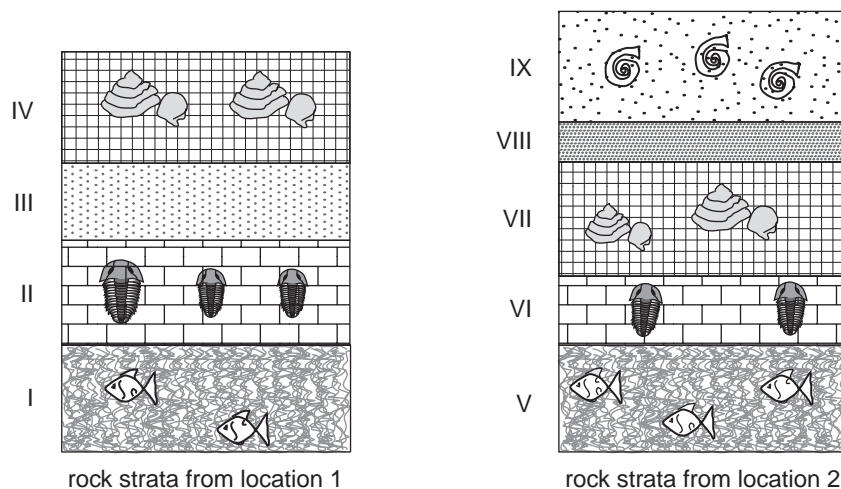 IV
III
II
I
rock strata from location 1
IX
VIII
VII
VI
V
rock strata from location 2